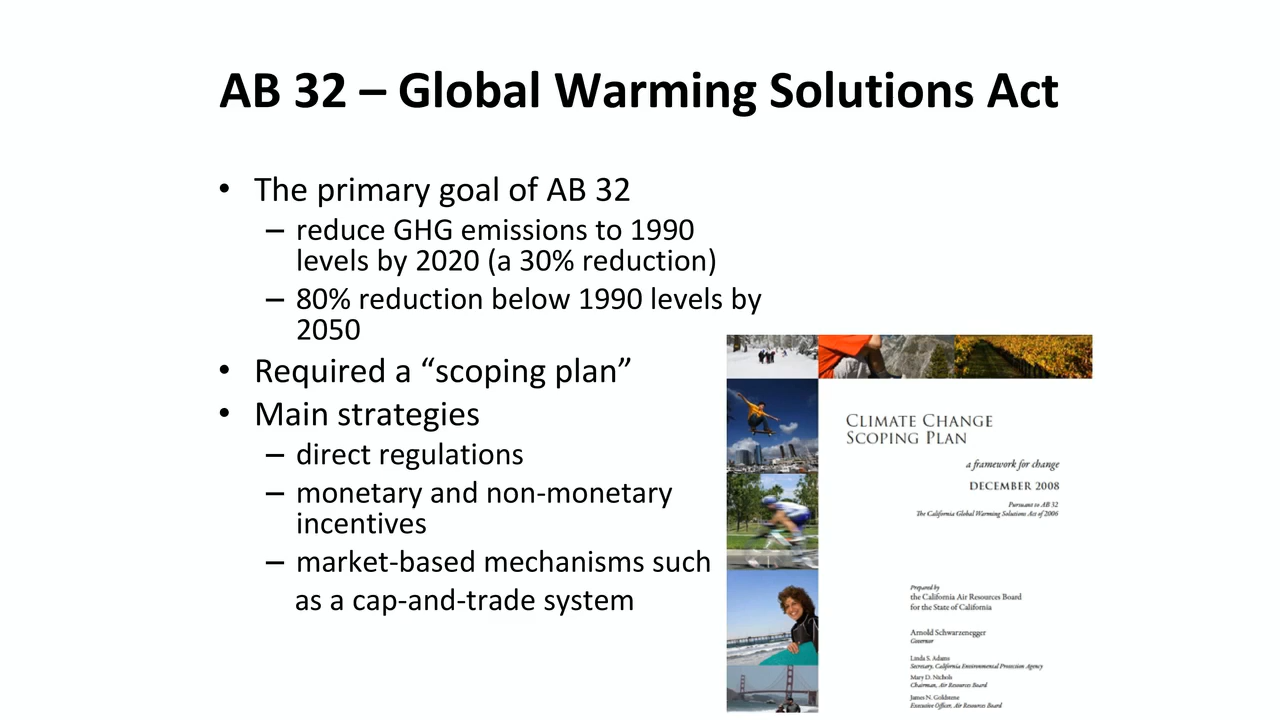 AB 32 – Global Warming Solutions Act
• The primary goal of AB 32
– reduce GHG emissions to 1990
levels by 2020 (a 30% reduction)
– 80% reduction below 1990 levels by
2050
• Required a “scoping plan”
• Main strategies
– direct regulations
– monetary and non-monetary
incentives
– market-based mechanisms such
as a cap-and-trade system
CLIMATE CHANGE
SCOPING PLAN
a framework for change
DECEMBER 2008
Pursuant to AB 32
The California Global Warming Solutions Act of 2006
Prepared by
the California Air Resources Board
for the State of California
Arnold Schwarzenegger
Governor
Linda S. Adams
Secretary, California Environmental Protection Agency
Mary D. Nichols
Chairman, Air Resources Board
James N. Goldstene
Executive Officer, Air Resources Board